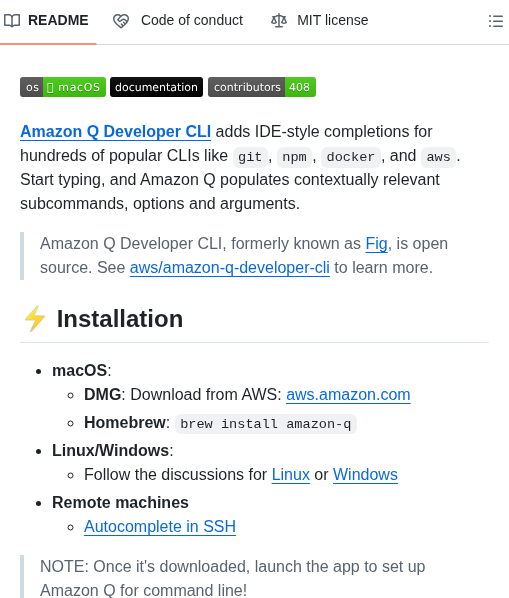 README Code of conduct MIT license
os macOS documentation contributors 408
Amazon Q Developer CLI adds IDE-style completions for
hundreds of popular CLIs like git, npm, docker, and aws.
Start typing, and Amazon Q populates contextually relevant
subcommands, options and arguments.
Amazon Q Developer CLI, formerly known as Fig, is open
source. See aws/amazon-q-developer-cli to learn more.
⚡ Installation
• macOS:
◦ DMG: Download from AWS: aws.amazon.com
◦ Homebrew: brew install amazon-q
• Linux/Windows:
◦ Follow the discussions for Linux or Windows
• Remote machines
◦ Autocomplete in SSH
NOTE: Once it's downloaded, launch the app to set up
Amazon Q for command line!